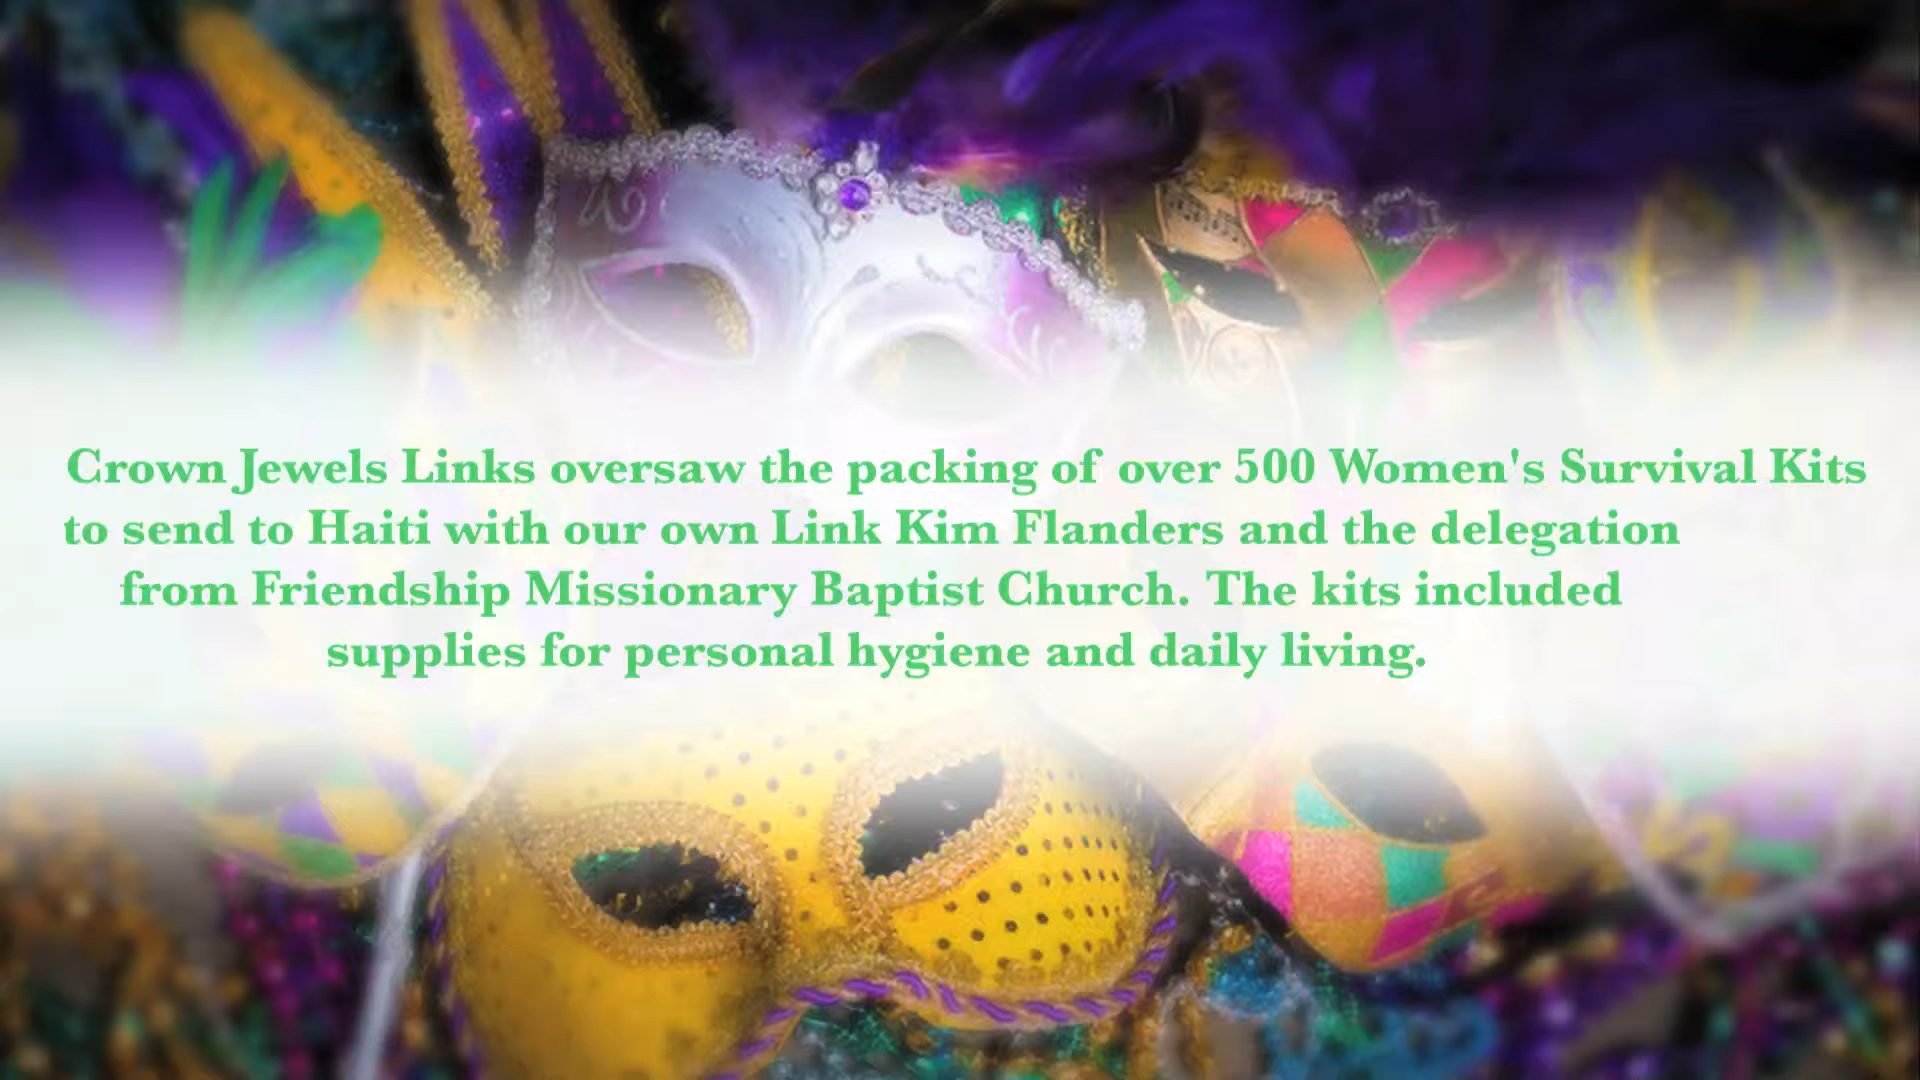 Crown Jewels Links oversaw the packing of over 500 Women's Survival Kits
to send to Haiti with our own Link Kim Flanders and the delegation
from Friendship Missionary Baptist Church. The kits included
supplies for personal hygiene and daily living.